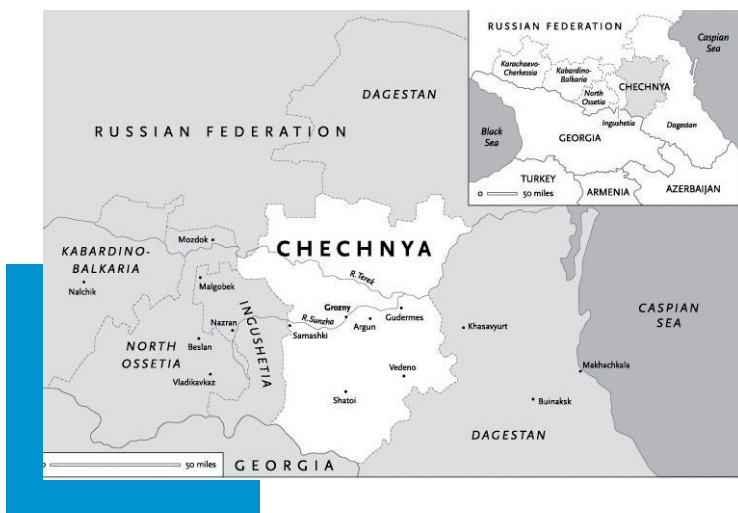 RUSSIAN FEDERATION
Caspian
Sea
Karachaevo-
Cherkessia
Kabardino-
Balkaria
North
Ossetia
CHECHNYA
Ingushetia
Dagestan
Black
Sea
GEORGIA
TURKEY
ARMENIA
AZERBAIJAN
0 50 miles
DAGESTAN
RUSSIAN FEDERATION
CHECHNYA
Mozdok
KABARDINO-
BALKARIA
Nalchik
Malgobek
R. Terek
Grozny
Gudermes
R. Sunzha
Argun
Samashki
Nazran
INGUSHETIA
Beslan
NORTH
OSSETIA
Vladikavkaz
Khasavyurt
CASPIAN
SEA
Makhachkala
Vedeno
Shatoi
Buinaksk
DAGESTAN
50 miles
GEORGIA